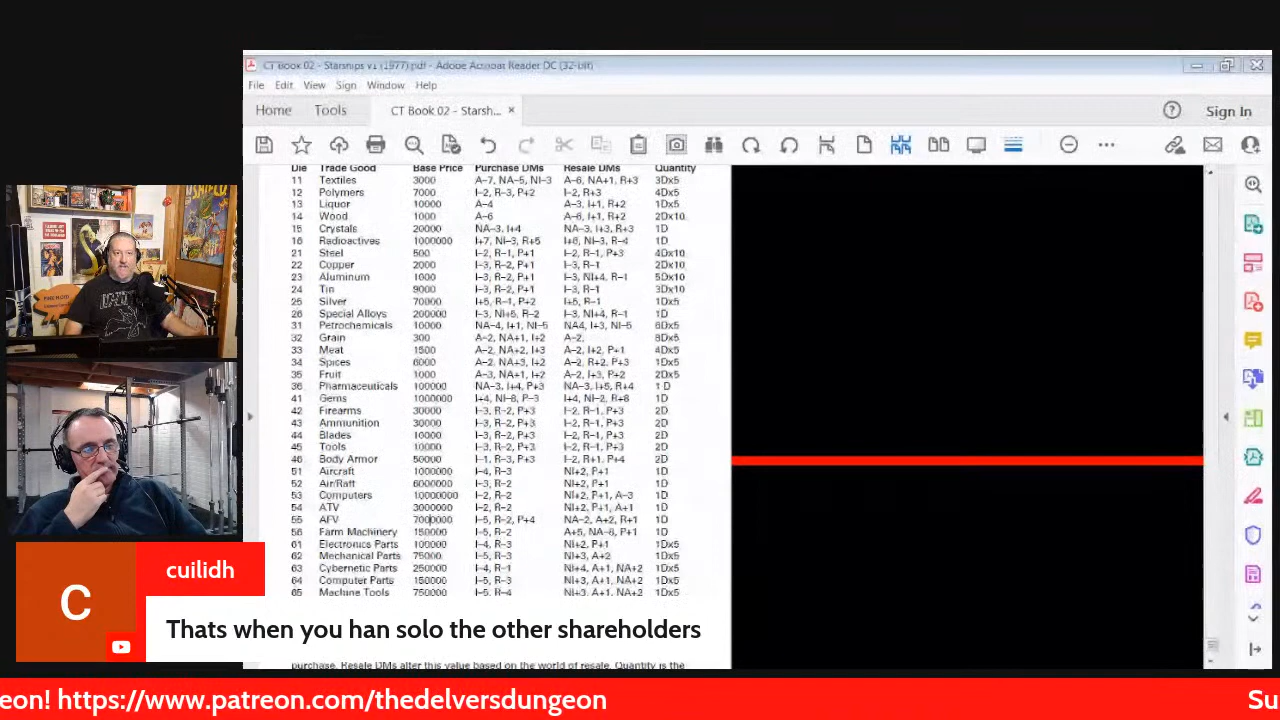 CT Book 02 - Starships v1 (1977).pdf - Adobe Acrobat Reader DC (32-bit)
File Edit View Sign Window Help
Home Tools CT Book 02 - Starsh... × Sign In
Die Trade Good Base Price Purchase DMs Resale DMs Quantity
11 Textiles 3000 A–7, NA–5, NI–3 A–6, NA+1, R+3 3Dx5
12 Polymers 7000 I–2, R–3, P+2 I–2, R+3 4Dx5
13 Liquor 10000 A–4 A–3, I+1, R+2 1Dx5
14 Wood 1000 A–6 A–6, I+1, R+2 2Dx10
15 Crystals 20000 NA–3, I+4 NA–3, I+3, R+3 1D
16 Radioactives 1000000 I+7, NI–3, R+5 I+6, NI–3, R–4 1D
21 Steel 500 I–2, R–1, P+1 I–2, R–1, P+3 4Dx10
22 Copper 2000 I–3, R–2, P+1 I–3, R–1 2Dx10
23 Aluminum 1000 I–3, R–2, P+1 I–3, NI+4, R–1 5Dx10
24 Tin 9000 I–3, R–2, P+1 I–3, R–1 3Dx10
25 Silver 70000 I+5, R–1, P+2 I+5, R–1 1Dx5
26 Special Alloys 200000 I–3, NI+5, R–2 I–3, NI+4, R–1 1D
31 Petrochemicals 10000 NA–4, I+1, NI–5 NA4, I+3, NI–5 6Dx5
32 Grain 300 A–2, NA+1, I+2 A–2, 8Dx5
33 Meat 1500 A–2, NA+2, I+3 A–2, I+2, P+1 4Dx5
34 Spices 6000 A–2, NA+3, I+2 A–2, R+2, P+3 1Dx5
35 Fruit 1000 A–3, NA+1, I+2 A–2, I+3, P+2 2Dx5
36 Pharmaceuticals 100000 NA–3, I+4, P+3 NA–3, I+5, R+4 1 D
41 Gems 1000000 I+4, NI–8, P–3 I+4, NI–2, R+8 1D
42 Firearms 30000 I–3, R–2, P+3 I–2, R–1, P+3 2D
43 Ammunition 30000 I–3, R–2, P+3 I–2, R–1, P+3 2D
44 Blades 10000 I–3, R–2, P+3 I–2, R–1, P+3 2D
45 Tools 10000 I–3, R–2, P+3 I–2, R–1, P+3 2D
46 Body Armor 50000 I–1, R–3, P+3 I–2, R+1, P+4 2D
51 Aircraft 1000000 I–4, R–3 NI+2, P+1 1D
52 Air/Raft 6000000 I–3, R–2 NI+2, P+1 1D
53 Computers 10000000 I–2, R–2 NI+2, P+1, A–3 1D
54 ATV 3000000 I–2, R–2 NI+2, P+1, A+1 1D
55 AFV 7000000 I–5, R–2, P+4 NA–2, A+2, R+1 1D
56 Farm Machinery 150000 I–5, R–2 A+5, NA–8, P+1 1D
61 Electronics Parts 100000 I–4, R–3 NI+2, P+1 1Dx5
62 Mechanical Parts 75000 I–5, R–3 NI+3, A+2 1Dx5
63 Cybernetic Parts 250000 I–4, R–1 NI+4, A+1, NA+2 1Dx5
64 Computer Parts 150000 I–5, R–3 NI+3, A+1, NA+2 1Dx5
65 Machine Tools 750000 I–5, R–4 NI+3, A+1, NA+2 1Dx5
purchase. Resale DMs alter this value based on the world of resale. Quantity is the
C
cuilidh
Thats when you han solo the other shareholders
eon! https://www.patreon.com/thedelversdungeon Su